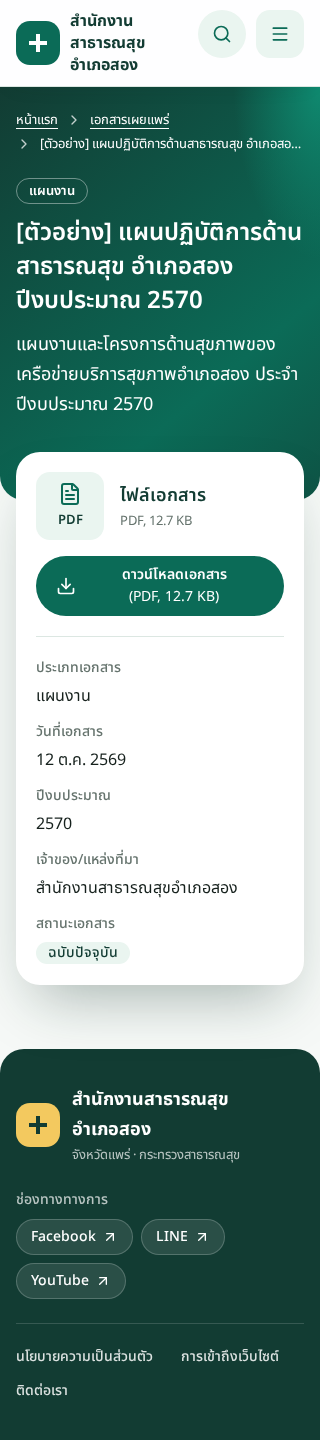 สำนักงาน
สาธารณสุข
อำเภอสอง
หน้าแรก
เอกสารเผยแพร่
[ตัวอย่าง] แผนปฏิบัติการด้านสาธารณสุข อำเภอสอ...
แผนงาน
[ตัวอย่าง] แผนปฏิบัติการด้าน
สาธารณสุข อำเภอสอง
ปีงบประมาณ 2570
แผนงานและโครงการด้านสุขภาพของ
เครือข่ายบริการสุขภาพอำเภอสอง ประจำ
ปีงบประมาณ 2570
PDF
ไฟล์เอกสาร
PDF, 12.7 KB
ดาวน์โหลดเอกสาร
(PDF, 12.7 KB)
ประเภทเอกสาร
แผนงาน
วันที่เอกสาร
12 ต.ค. 2569
ปีงบประมาณ
2570
เจ้าของ/แหล่งที่มา
สำนักงานสาธารณสุขอำเภอสอง
สถานะเอกสาร
ฉบับปัจจุบัน
สำนักงานสาธารณสุข
อำเภอสอง
จังหวัดแพร่ · กระทรวงสาธารณสุข
ช่องทางทางการ
Facebook
LINE
YouTube
นโยบายความเป็นส่วนตัว
การเข้าถึงเว็บไซต์
ติดต่อเรา